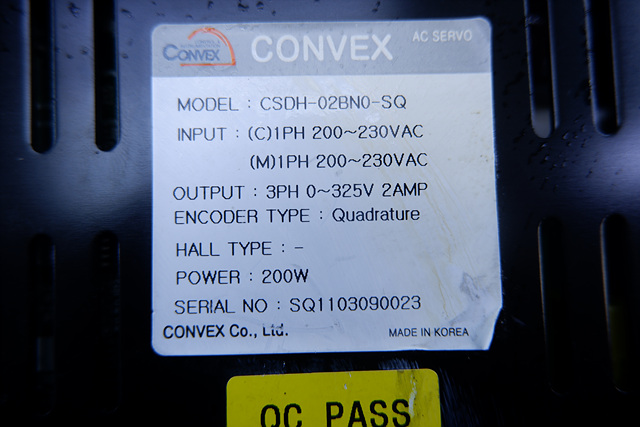 CONVEX
CONVEX
AC SERVO
MODEL : CSDH-02BN0-SQ
INPUT : (C)1PH 200~230VAC
(M)1PH 200~230VAC
OUTPUT : 3PH 0~325V 2AMP
ENCODER TYPE : Quadrature
HALL TYPE : -
POWER : 200W
SERIAL NO : SQ1103090023
CONVEX Co., Ltd.
MADE IN KOREA
QC PASS